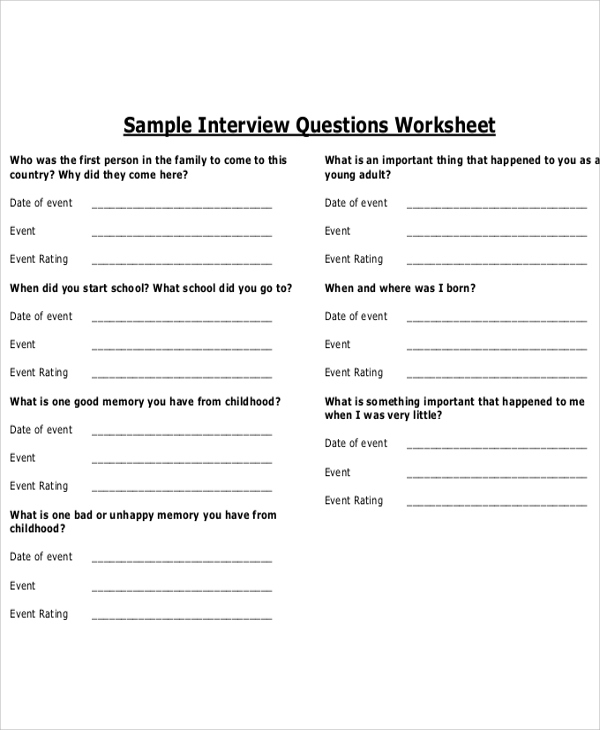 Sample Interview Questions Worksheet
Who was the first person in the family to come to this
country? Why did they come here?
Date of event ______________________________
Event ______________________________
Event Rating ______________________________
When did you start school? What school did you go to?
Date of event ______________________________
Event ______________________________
Event Rating ______________________________
What is one good memory you have from childhood?
Date of event ______________________________
Event ______________________________
Event Rating ______________________________
What is one bad or unhappy memory you have from
childhood?
Date of event ______________________________
Event ______________________________
Event Rating ______________________________
What is an important thing that happened to you as a
young adult?
Date of event ______________________________
Event ______________________________
Event Rating ______________________________
When and where was I born?
Date of event ______________________________
Event ______________________________
Event Rating ______________________________
What is something important that happened to me
when I was very little?
Date of event ______________________________
Event ______________________________
Event Rating ______________________________